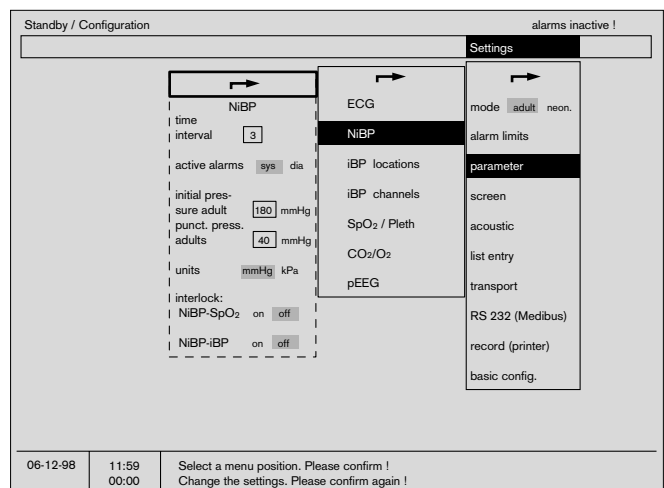 Standby / Configuration
alarms inactive !
Settings
NiBP
time
interval 3
active alarms sys dia
initial pres-
sure adult 180 mmHg
punct. press.
adults 40 mmHg
units mmHg kPa
interlock:
NiBP-SpO₂ on off
NiBP-iBP on off
ECG
NiBP
iBP locations
iBP channels
SpO₂ / Pleth
CO₂/O₂
pEEG
mode adult neon.
alarm limits
parameter
screen
acoustic
list entry
transport
RS 232 (Medibus)
record (printer)
basic config.
06-12-98
11:59
00:00
Select a menu position. Please confirm !
Change the settings. Please confirm again !